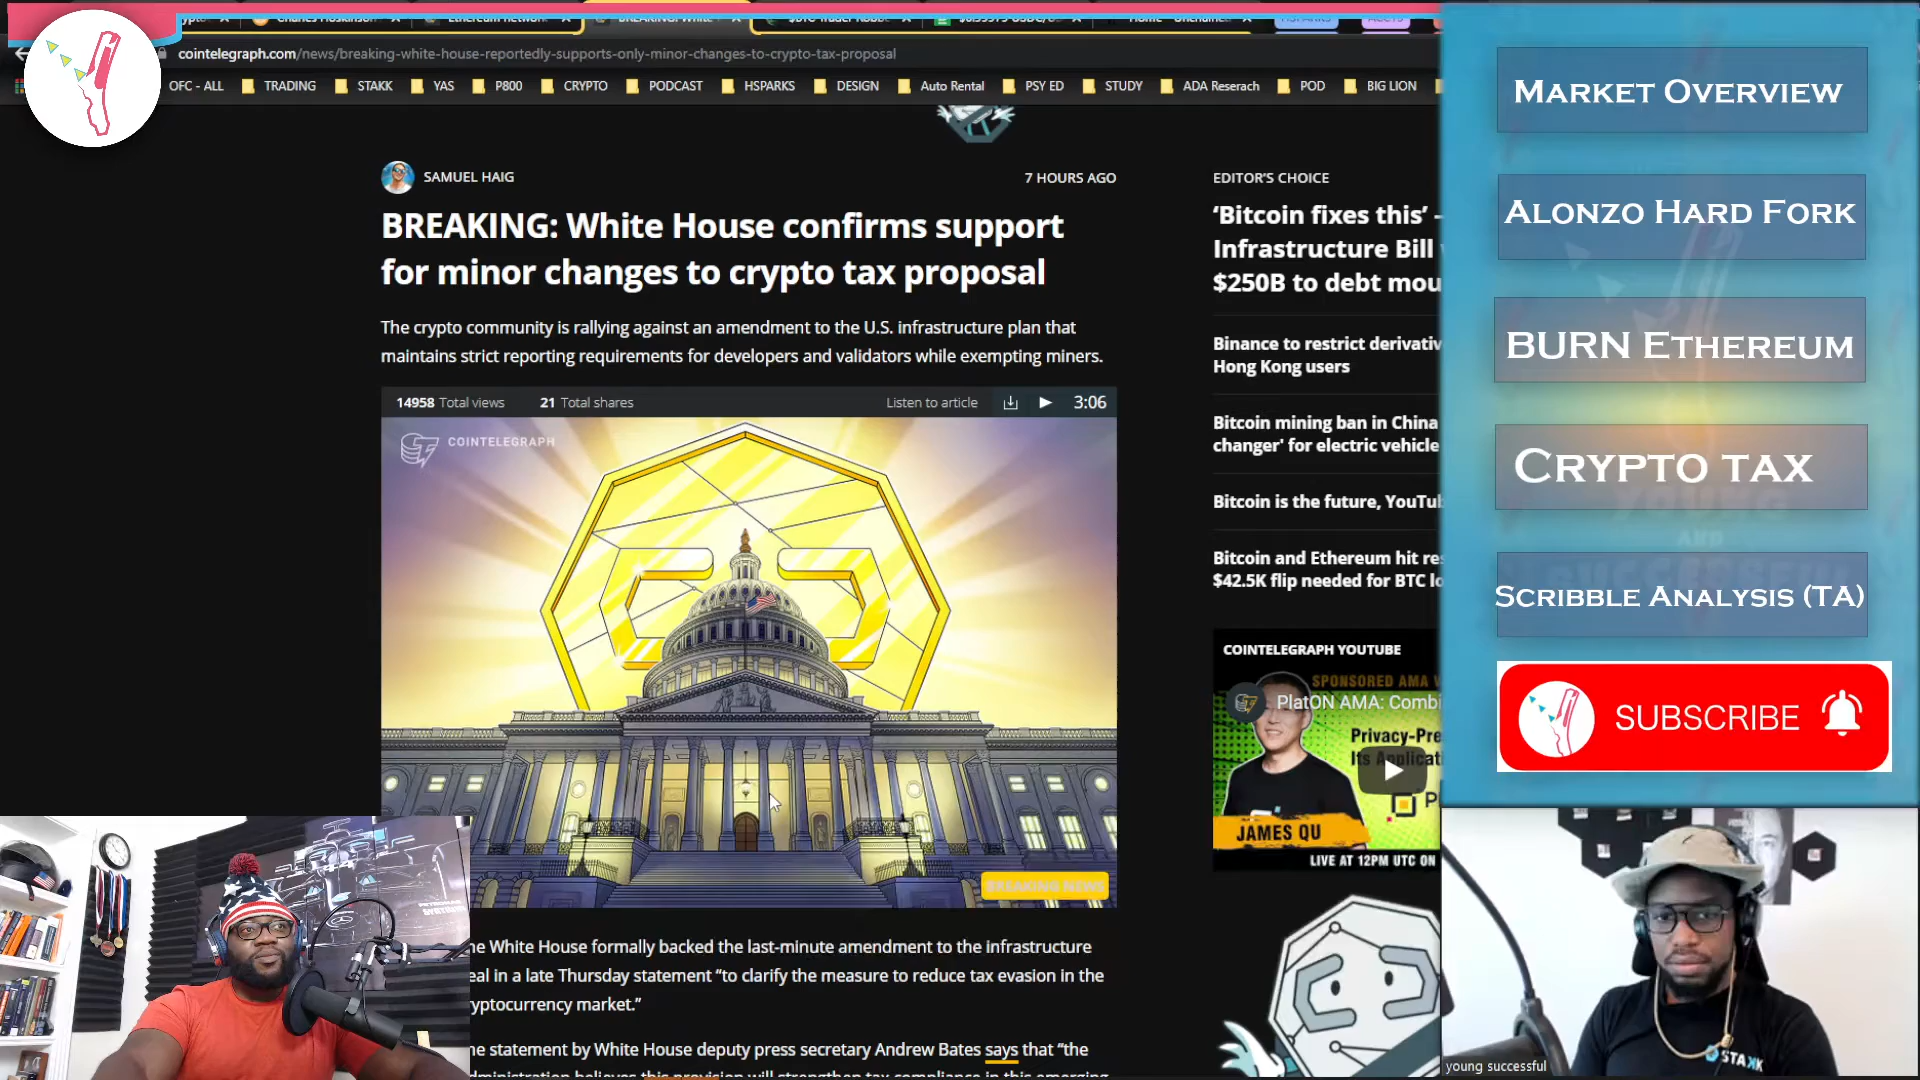 cointelegraph.com/news/breaking-white-house-reportedly-supports-only-minor-changes-to-crypto-tax-proposal
OFC - ALL
TRADING
STAKK
YAS
P800
CRYPTO
PODCAST
HSPARKS
DESIGN
Auto Rental
PSY ED
STUDY
ADA Reserach
POD
BIG LION
SAMUEL HAIG
7 HOURS AGO
BREAKING: White House confirms support
for minor changes to crypto tax proposal
The crypto community is rallying against an amendment to the U.S. infrastructure plan that
maintains strict reporting requirements for developers and validators while exempting miners.
14958 Total views
21 Total shares
Listen to article
3:06
COINTELEGRAPH
BREAKING NEWS
he White House formally backed the last-minute amendment to the infrastructure
eal in a late Thursday statement “to clarify the measure to reduce tax evasion in the
ryptocurrency market.”
he statement by White House deputy press secretary Andrew Bates says that “the
EDITOR'S CHOICE
‘Bitcoin fixes this’ –
Infrastructure Bill
$250B to debt mou
Binance to restrict derivativ
Hong Kong users
Bitcoin mining ban in China
changer' for electric vehicle
Bitcoin is the future, YouTub
Bitcoin and Ethereum hit res
$42.5K flip needed for BTC lo
COINTELEGRAPH YOUTUBE
SPONSORED AMA
PlatON AMA: Combi
Privacy-Pre
Its Applicati
JAMES QU
LIVE AT 12PM UTC ON
MARKET OVERVIEW
ALONZO HARD FORK
BURN ETHEREUM
CRYPTO TAX
SCRIBBLE ANALYSIS (TA)
SUBSCRIBE
STAKK
young successful